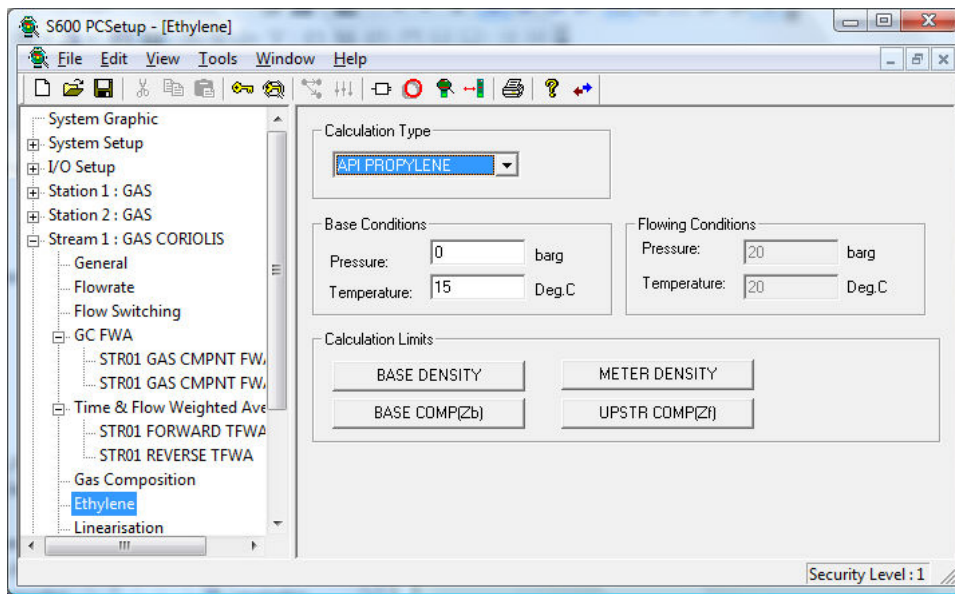 S600 PCSetup - [Ethylene]
File Edit View Tools Window Help
System Graphic
System Setup
I/O Setup
Station 1 : GAS
Station 2 : GAS
Stream 1 : GAS CORIOLIS
General
Flowrate
Flow Switching
GC FWA
STR01 GAS CMPNT FW
STR01 GAS CMPNT FW
Time & Flow Weighted Ave
STR01 FORWARD TFWA
STR01 REVERSE TFWA
Gas Composition
Ethylene
Linearisation
Calculation Type
API PROPYLENE
Base Conditions
Pressure: 0 barg
Temperature: 15 Deg.C
Flowing Conditions
Pressure: 20 barg
Temperature: 20 Deg.C
Calculation Limits
BASE DENSITY METER DENSITY
BASE COMP(Zb) UPSTR COMP(Zf)
Security Level : 1